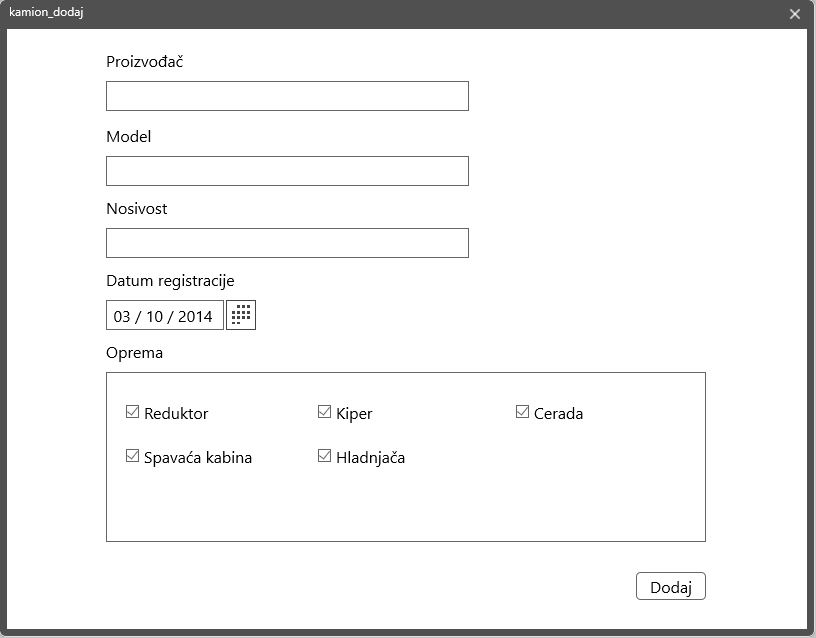 kamion_dodaj
Proizvođač
Model
Nosivost
Datum registracije
03 / 10 / 2014
Oprema
Reduktor Kiper Cerada
Spavaća kabina Hladnjača
Dodaj